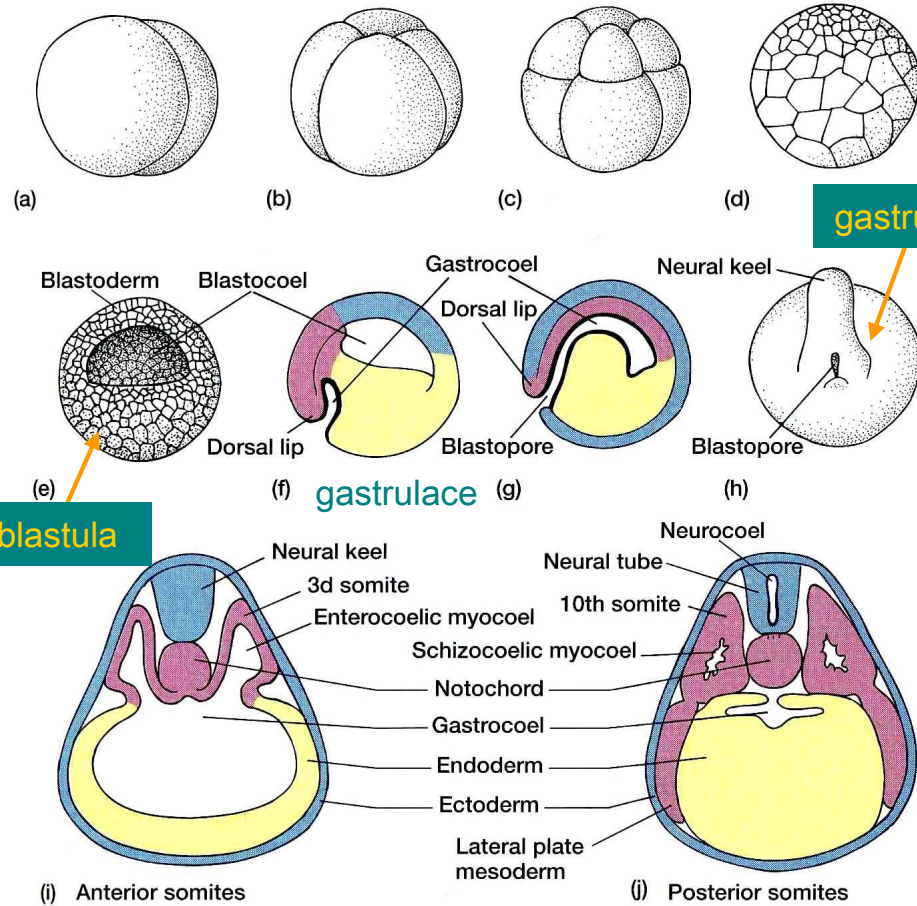 (a)
(b)
(c)
(d)
gastru
Blastoderm
Blastocoel
Gastrocoel
Neural keel
Dorsal lip
Dorsal lip
Blastopore
Blastopore
(e)
(f)
gastrulace
(g)
(h)
blastula
Neural keel
3d somite
Enterocoelic myocoel
Neurocoel
Neural tube
10th somite
Schizocoelic myocoel
Notochord
Gastrocoel
Endoderm
Ectoderm
Lateral plate
mesoderm
(i) Anterior somites
(j) Posterior somites